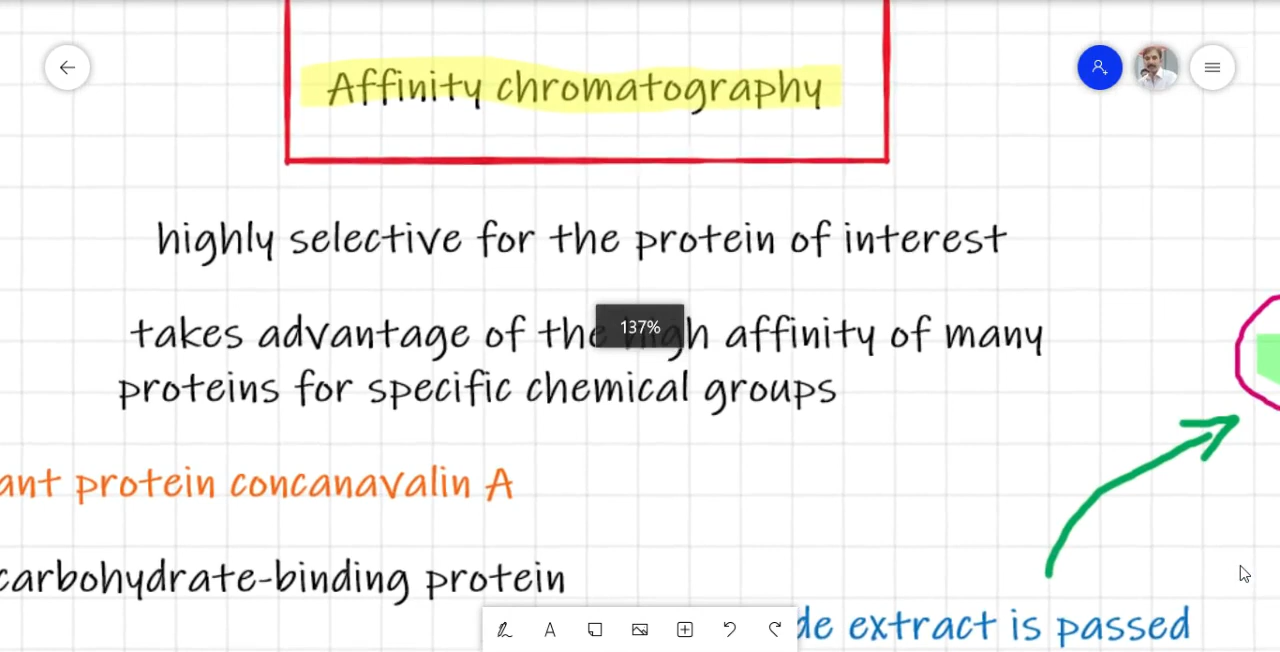 Affinity chromatography
highly selective for the protein of interest
137%
takes advantage of the high affinity of many
proteins for specific chemical groups
ant protein concanavalin A
carbohydrate-binding protein
de extract is passed